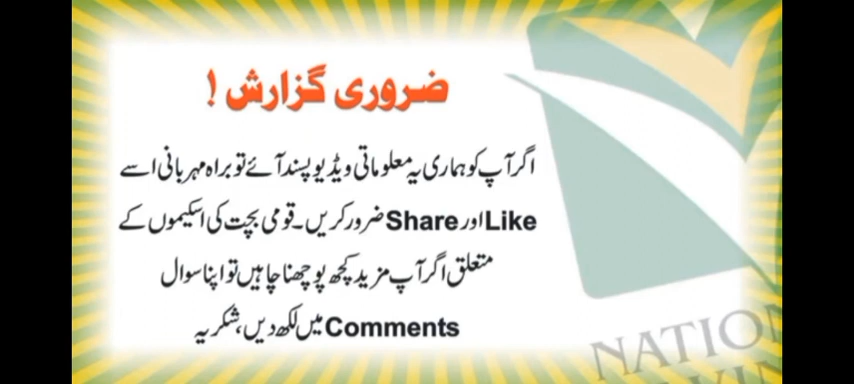 ضروری گزارش !
اگر آپ کو ہماری یہ معلوماتی ویڈیو پسند آئے تو براہ مہربانی اسے
Like اور Share ضرور کریں۔ قومی بچت کی اسکیموں کے
متعلق اگر آپ مزید کچھ پوچھنا چاہیں تو اپنا سوال
Comments میں لکھ دیں، شکریہ
NATION